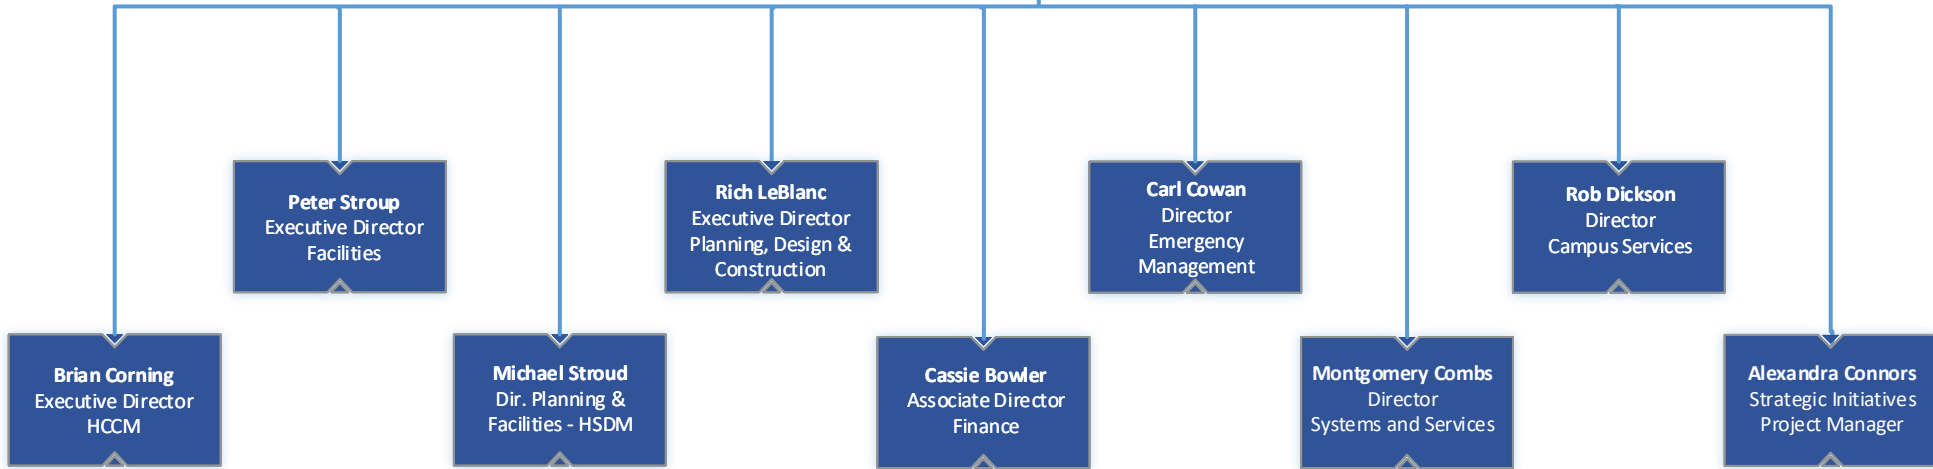 Peter Stroup
Executive Director
Facilities
Rich LeBlanc
Executive Director
Planning, Design &
Construction
Carl Cowan
Director
Emergency
Management
Rob Dickson
Director
Campus Services
Brian Corning
Executive Director
HCCM
Michael Stroud
Dir. Planning &
Facilities - HSDM
Cassie Bowler
Associate Director
Finance
Montgomery Combs
Director
Systems and Services
Alexandra Connors
Strategic Initiatives
Project Manager